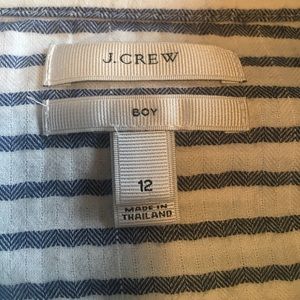 J.CREW
BOY
12
MADE IN
THAILAND